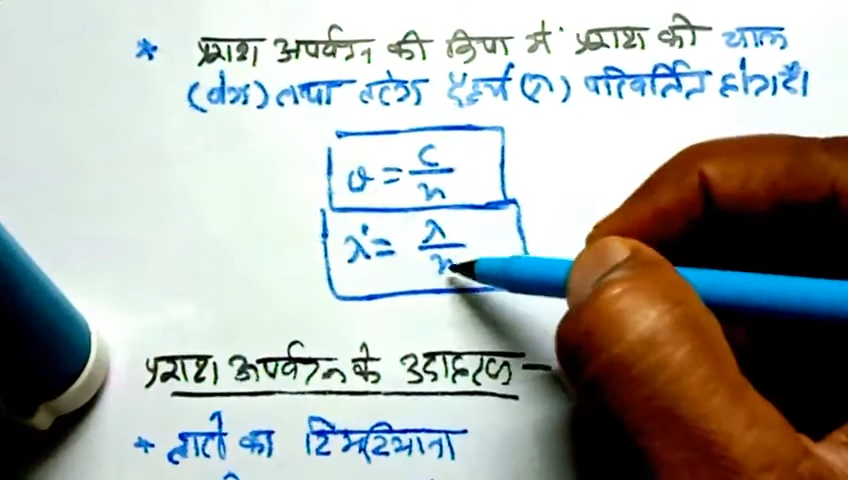 * प्रकाश अपवर्तन की क्रिया में प्रकाश की चाल
(वेग) तथा तरंग दैर्ध्य (λ) परिवर्तित होता है।
v = c/n
λ' = λ/n
प्रकाश अपवर्तन के उदाहरण –
* तारों का टिमटिमाना